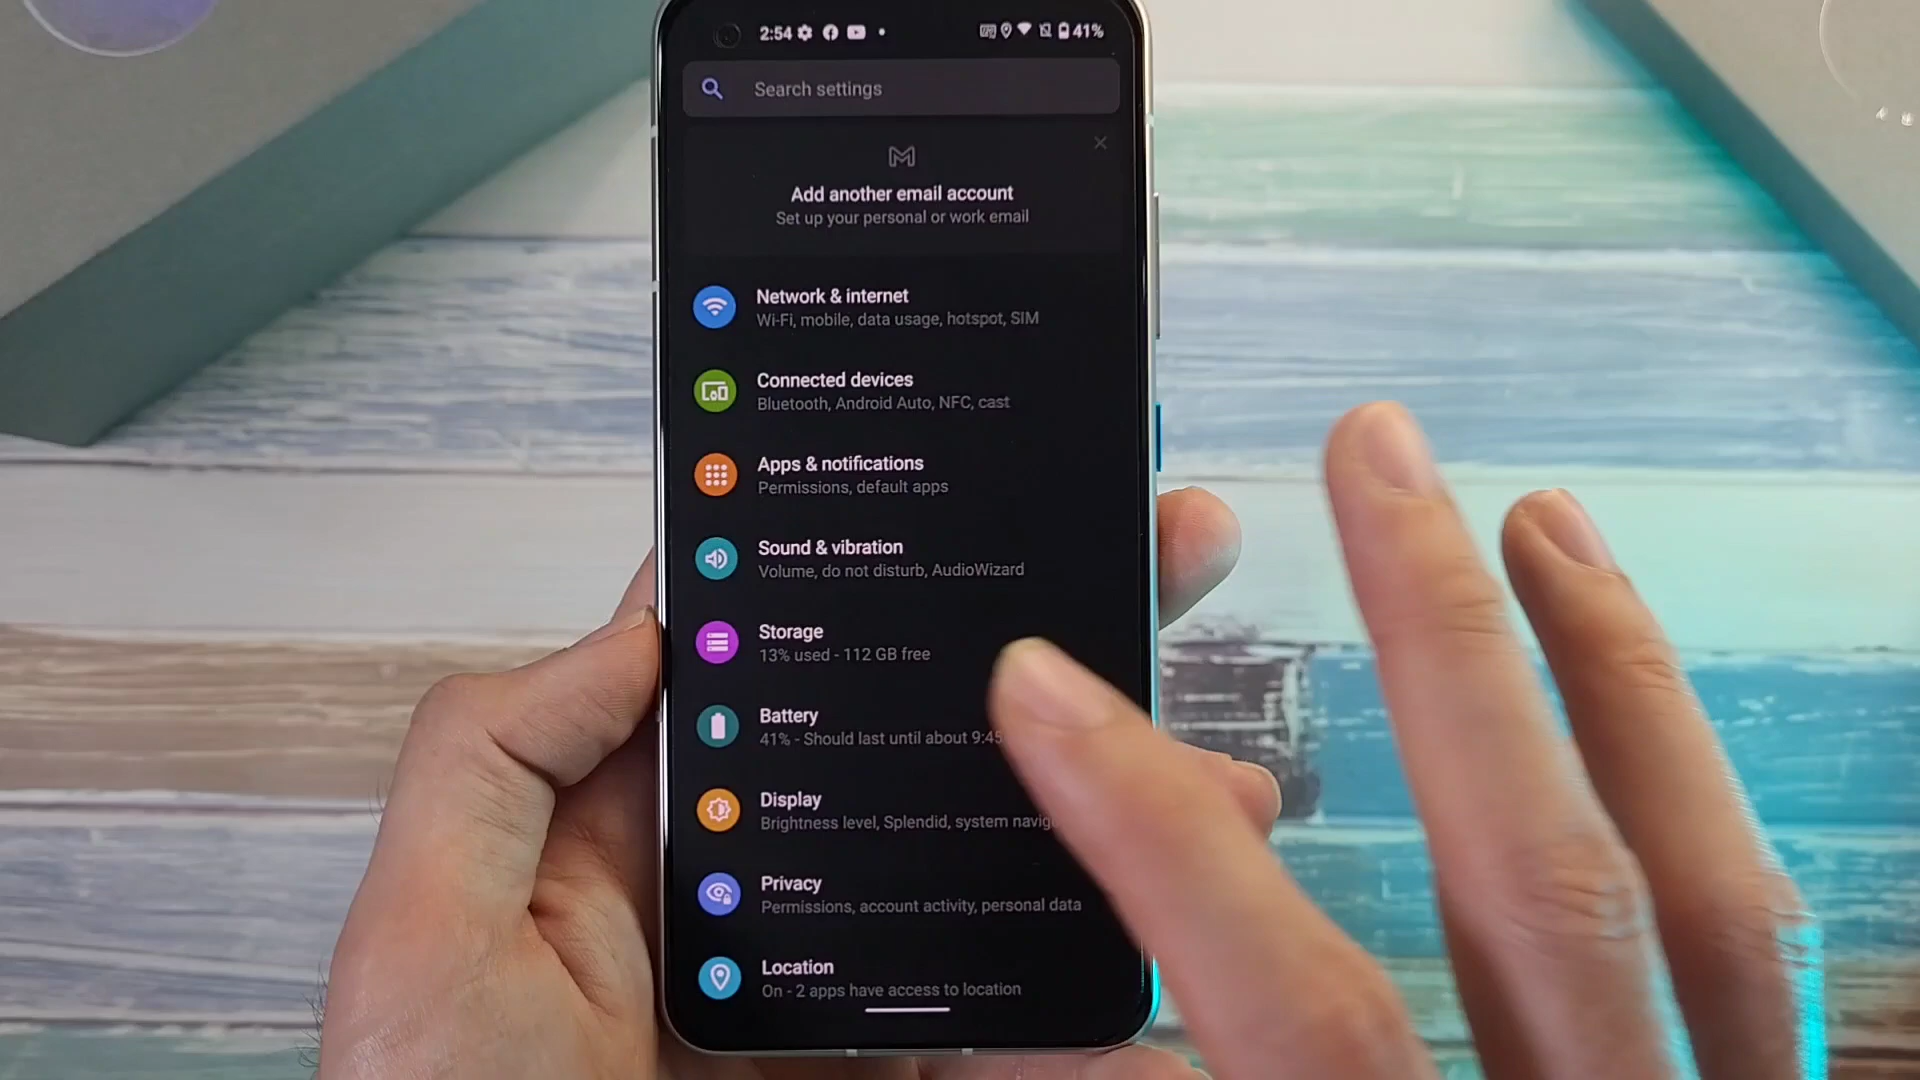 2:54 41%
Search settings
Add another email account
Set up your personal or work email
Network & internet
Wi-Fi, mobile, data usage, hotspot, SIM
Connected devices
Bluetooth, Android Auto, NFC, cast
Apps & notifications
Permissions, default apps
Sound & vibration
Volume, do not disturb, AudioWizard
Storage
13% used - 112 GB free
Battery
41% - Should last until about 9:45
Display
Brightness level, Splendid, system
Privacy
Permissions, account activity, personal data
Location
On - 2 apps have access to location